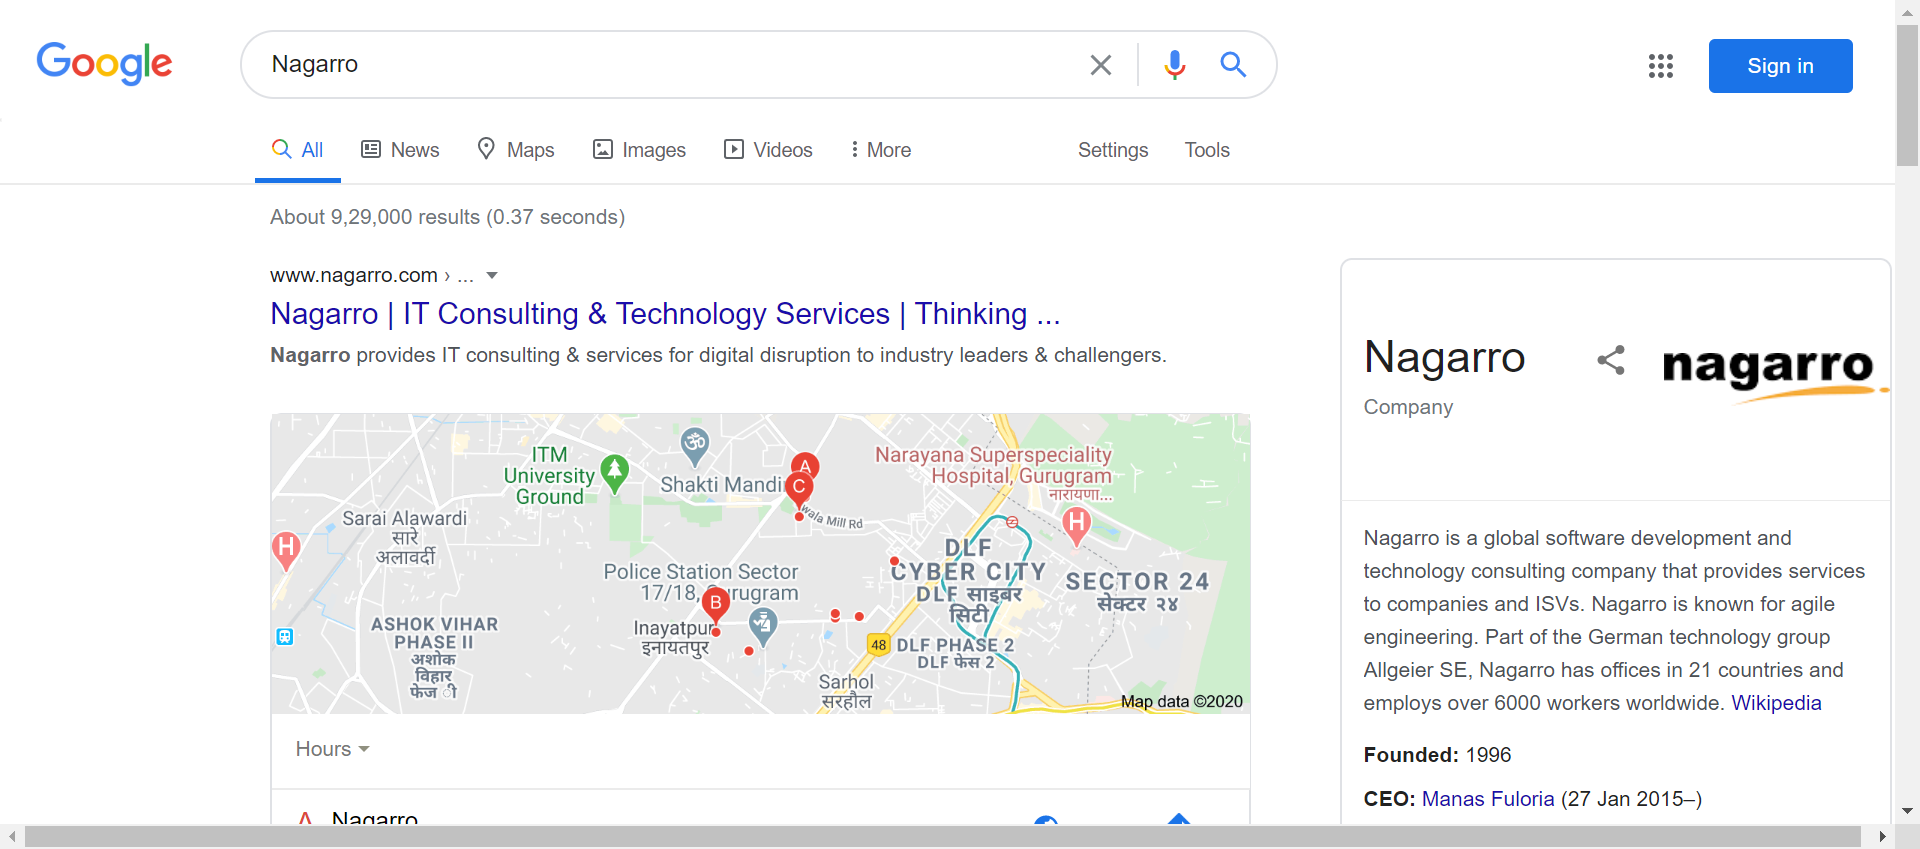 Google
Nagarro
Sign in
All
News
Maps
Images
Videos
More
Settings
Tools
About 9,29,000 results (0.37 seconds)
www.nagarro.com › ...
Nagarro | IT Consulting & Technology Services | Thinking ...
Nagarro provides IT consulting & services for digital disruption to industry leaders & challengers.
ITM
University
Ground
Shakti Mandi
A
C
wala Mill Rd
Narayana Superspeciality
Hospital, Gurugram
नारायणा...
H
H
Sarai Alawardi
सारे
अलावर्दी
Police Station Sector
17/18, urugram
B
Inayatpur
इनायतपुर
DLF
CYBER CITY
DLF साइबर
सिटी
SECTOR 24
सेक्टर २४
ASHOK VIHAR
PHASE II
अशोक
विहार
फेज ी
48
DLF PHASE 2
DLF फेस 2
Sarhol
सरहौल
Map data ©2020
Hours
A Nagarro
Nagarro
nagarro
Company
Nagarro is a global software development and
technology consulting company that provides services
to companies and ISVs. Nagarro is known for agile
engineering. Part of the German technology group
Allgeier SE, Nagarro has offices in 21 countries and
employs over 6000 workers worldwide. Wikipedia
Founded: 1996
CEO: Manas Fuloria (27 Jan 2015–)